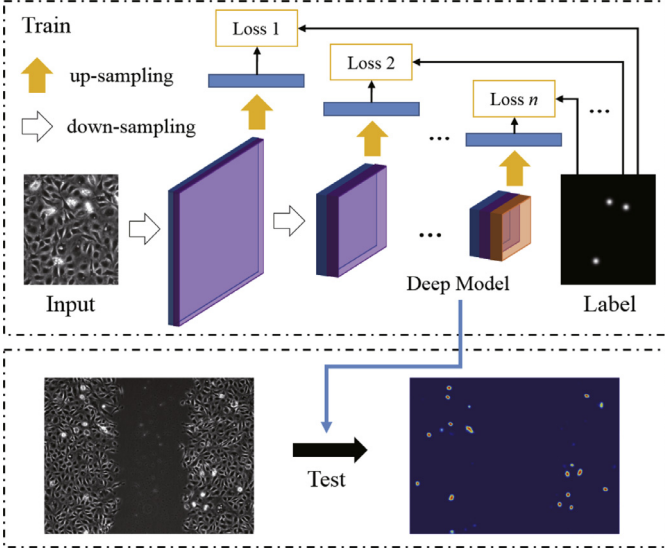 Train
Loss 1
Loss 2
Loss n
...
up-sampling
down-sampling
...
...
Input
Deep Model
Label
Test